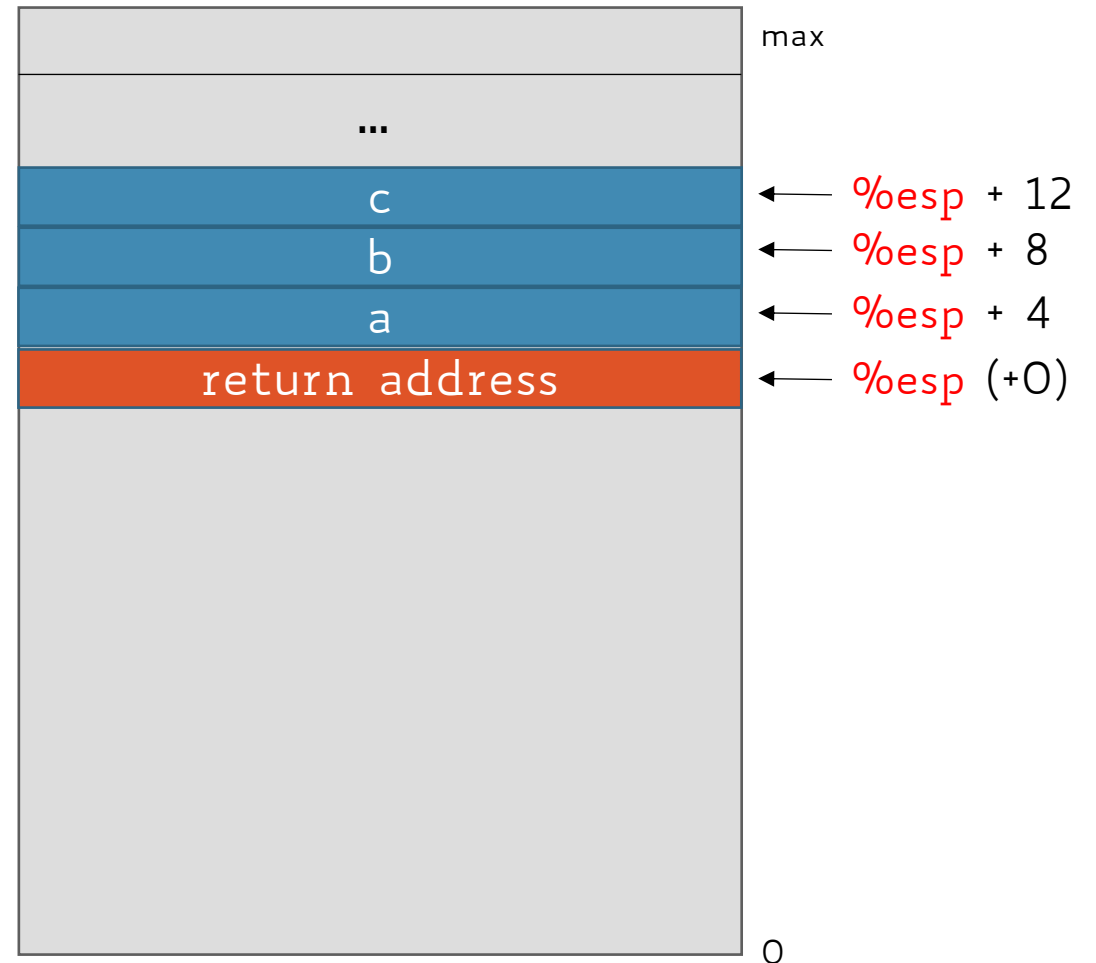 max
...
c %esp + 12
b %esp + 8
a %esp + 4
return address %esp (+0)
0